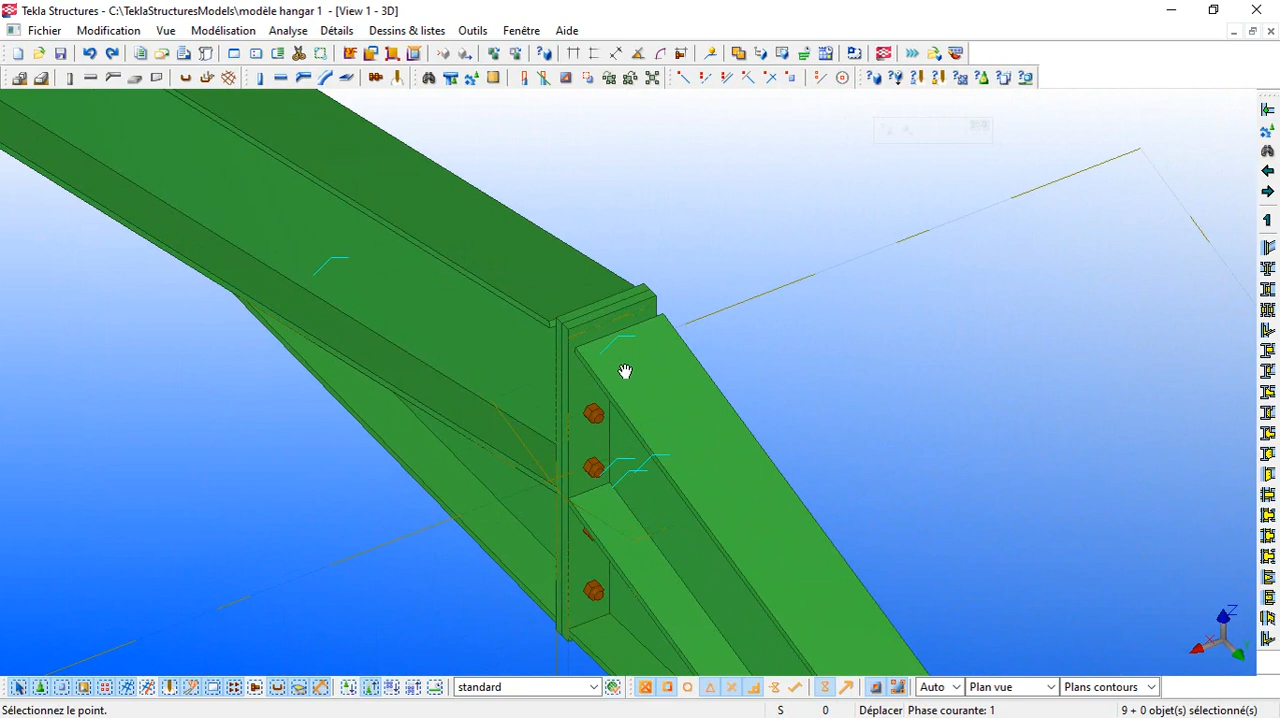 Tekla Structures - C:\TeklaStructuresModels\modèle hangar 1 - [View 1 - 3D]
Fichier Modification Vue Modélisation Analyse Détails Dessins & listes Outils Fenêtre Aide
Z
X
standard Auto Plan vue Plans contours
Sélectionnez le point. S 0 Déplacer Phase courante: 1 9 + 0 objet(s) sélectionné(s)